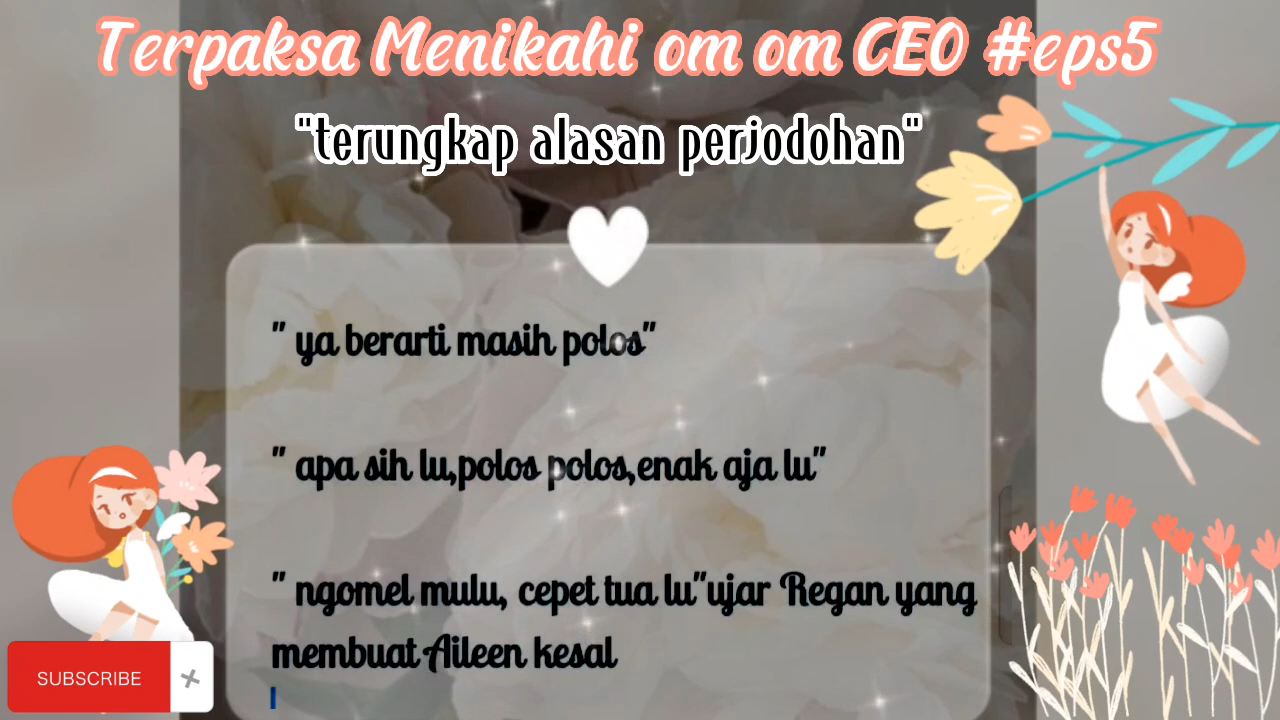 Terpaksa Menikahi om om CEO #eps5
"terungkap alasan perjodohan"
" ya berarti masih polos"
" apa sih lu,polos polos,enak aja lu"
" ngomel mulu, cepet tua lu"ujar Regan yang
membuat Aileen kesal
SUBSCRIBE